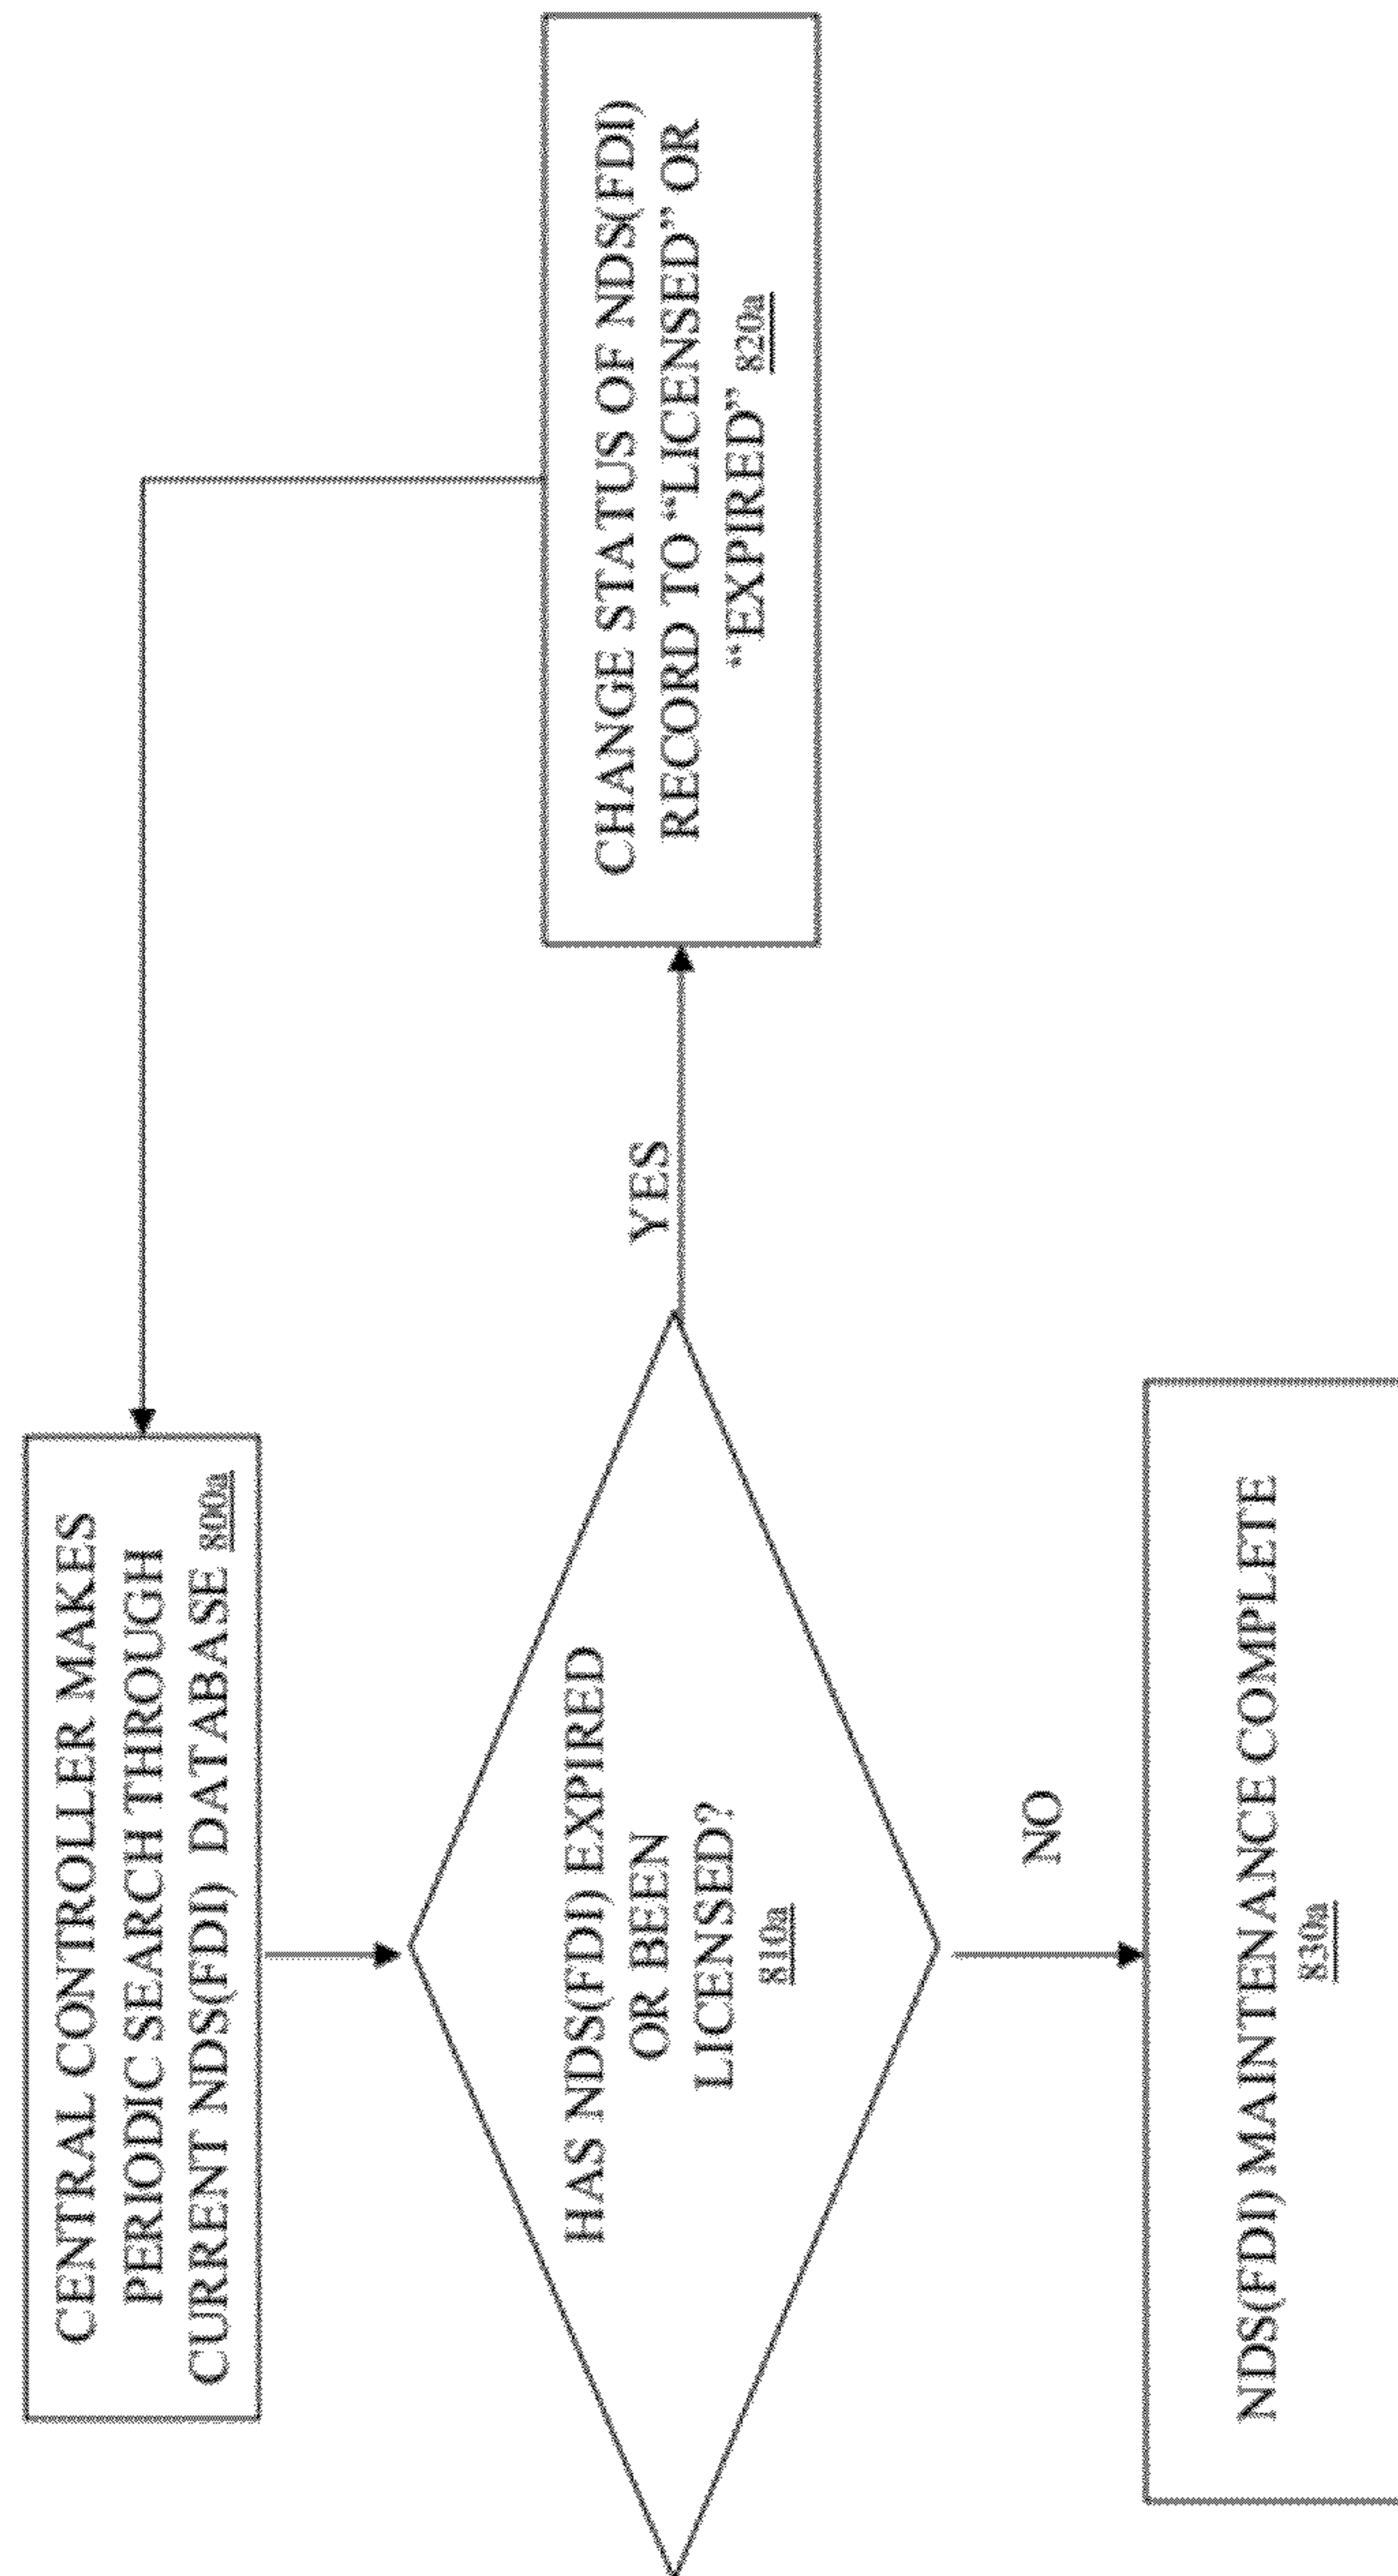 CENTRAL CONTROLLER MAKES
PERIODIC SEARCH THROUGH
CURRENT NDS(FDI) DATABASE 800a
HAS NDS(FDI) EXPIRED
OR BEEN
LICENSED?
810a
YES
CHANGE STATUS OF NDS(FDI)
RECORD TO “LICENSED” OR
“EXPIRED” 820a
NO
NDS(FDI) MAINTENANCE COMPLETE
830a